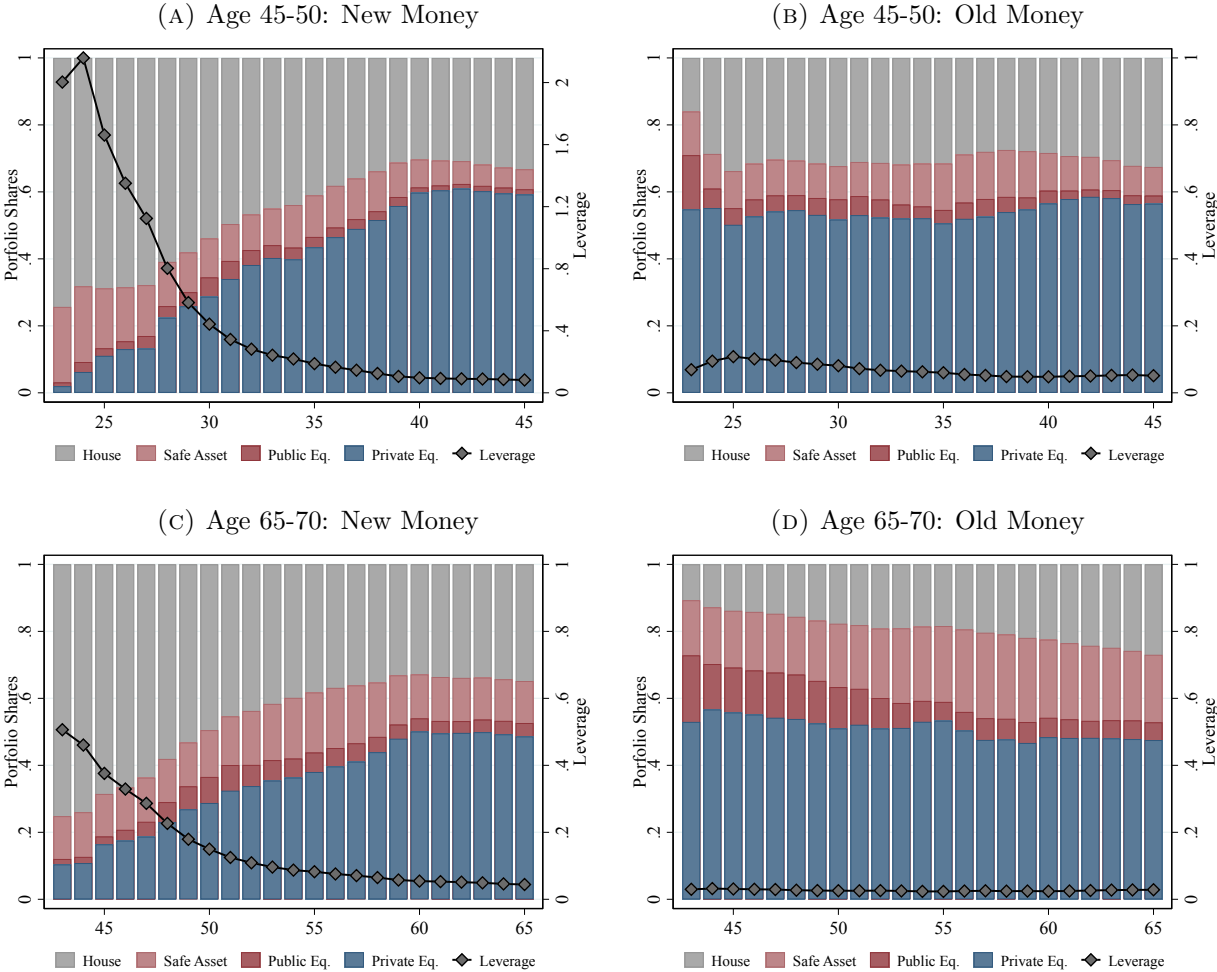 (A) Age 45-50: New Money
(B) Age 45-50: Old Money
Porfolio Shares
0 .2 .4 .6 .8 1
Leverage
0 .4 .8 1.2 1.6 2
25 30 35 40 45
House Safe Asset Public Eq. Private Eq. Leverage
Porfolio Shares
0 .2 .4 .6 .8 1
Leverage
0 .2 .4 .6 .8 1
25 30 35 40 45
House Safe Asset Public Eq. Private Eq. Leverage
(C) Age 65-70: New Money
(D) Age 65-70: Old Money
Porfolio Shares
0 .2 .4 .6 .8 1
Leverage
0 .2 .4 .6 .8 1
45 50 55 60 65
House Safe Asset Public Eq. Private Eq. Leverage
Porfolio Shares
0 .2 .4 .6 .8 1
Leverage
0 .2 .4 .6 .8 1
45 50 55 60 65
House Safe Asset Public Eq. Private Eq. Leverage